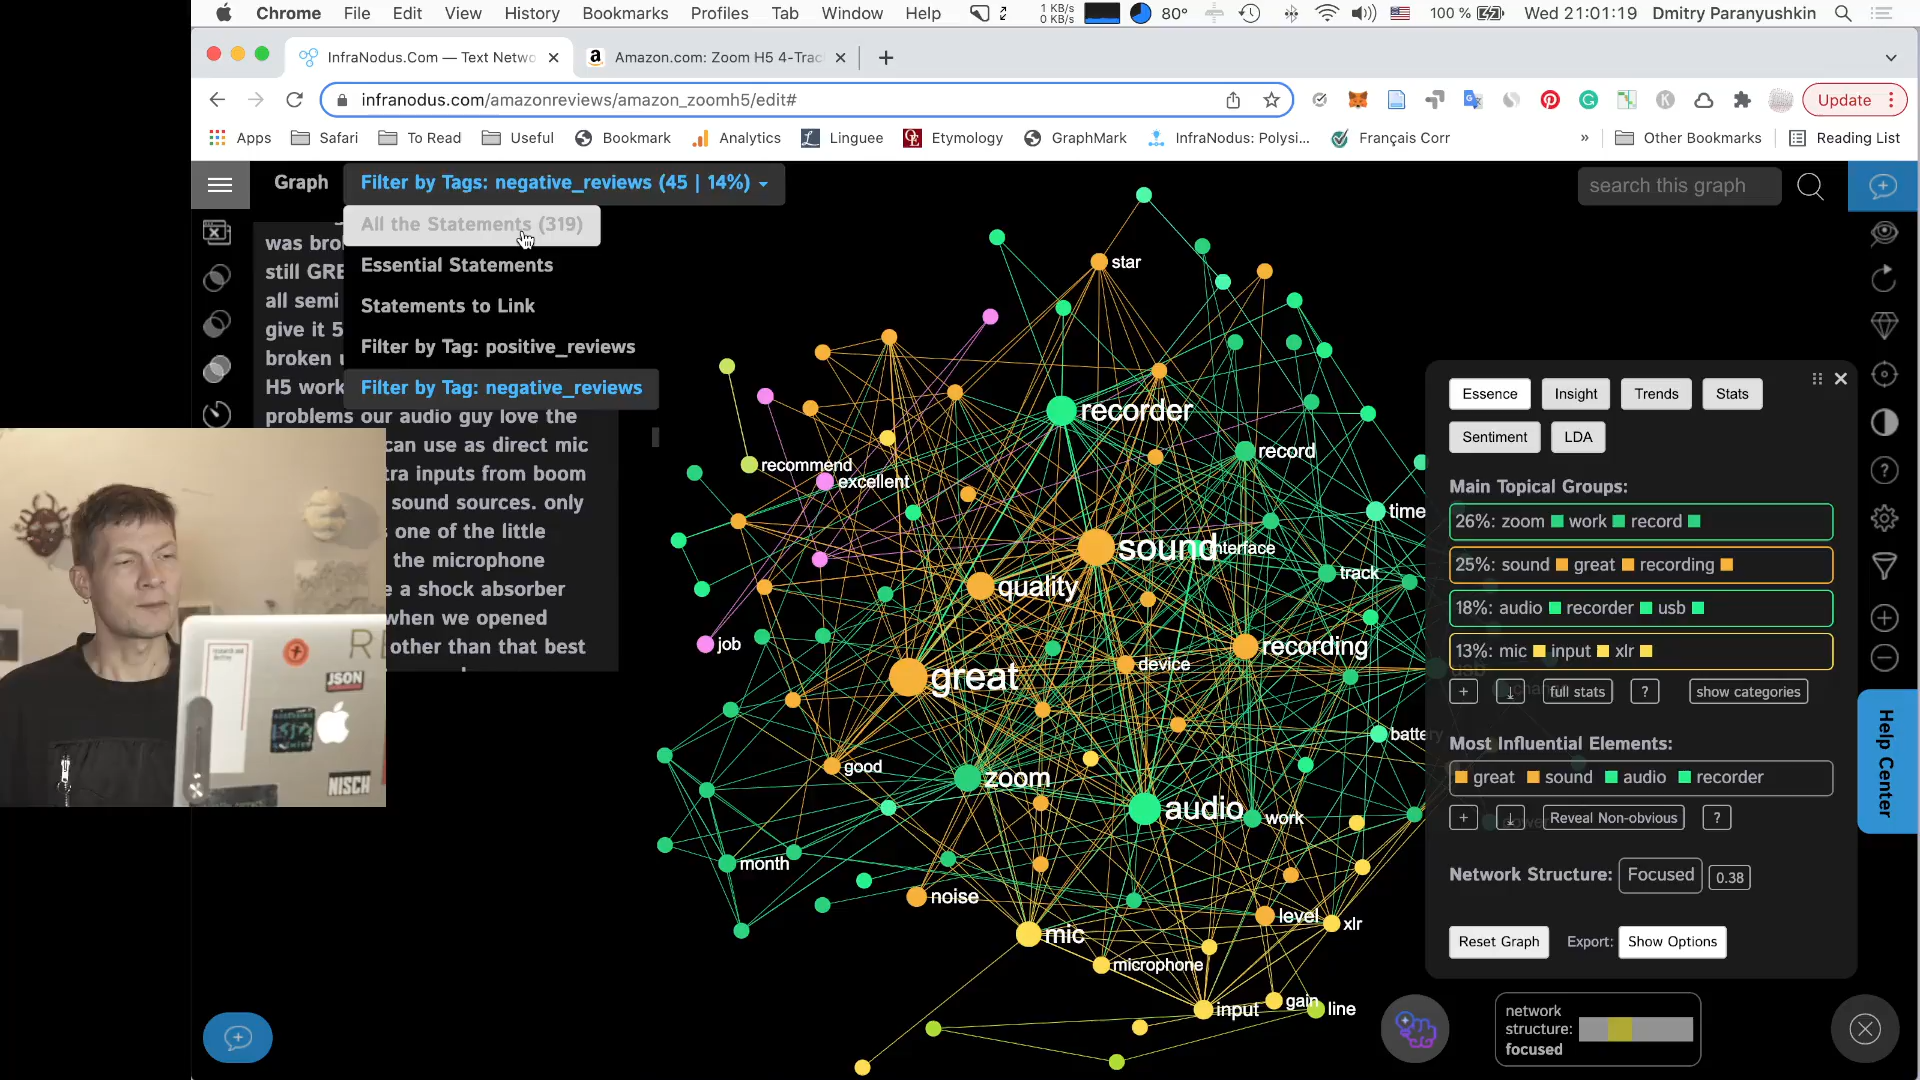 Chrome File Edit View History Bookmarks Profiles Tab Window Help
1 KB/s
0 KB/s
80°
100 %
Wed 21:01:19 Dmitry Paranyushkin
InfraNodus.Com — Text Netwo
Amazon.com: Zoom H5 4-Trac
infranodus.com/amazonreviews/amazon_zoomh5/edit#
Update
Apps Safari To Read Useful Bookmark Analytics Linguee Etymology GraphMark InfraNodus: Polysi... Français Corr » Other Bookmarks Reading List
Graph
Filter by Tags: negative_reviews (45 | 14%)
search this graph
All the Statements (319)
Essential Statements
Statements to Link
Filter by Tag: positive_reviews
Filter by Tag: negative_reviews
was bro
still GRE
all semi
give it 5
broken
H5 work
problems our audio guy love the
can use as direct mic
tra inputs from boom
sound sources. only
one of the little
the microphone
e a shock absorber
when we opened
other than that best
star
recorder
record
recommend
excellent
time
sound
interface
quality
track
job
recording
device
great
battery
good
zoom
audio
work
month
noise
level
xlr
mic
microphone
input
gain
line
Essence Insight Trends Stats
Sentiment LDA
Main Topical Groups:
26%: zoom work record
25%: sound great recording
18%: audio recorder usb
13%: mic input xlr
+ full stats ? show categories
Most Influential Elements:
great sound audio recorder
+ Reveal Non-obvious ?
Network Structure: Focused 0.38
Reset Graph Export: Show Options
Help Center
network
structure:
focused
JSON
NISCH